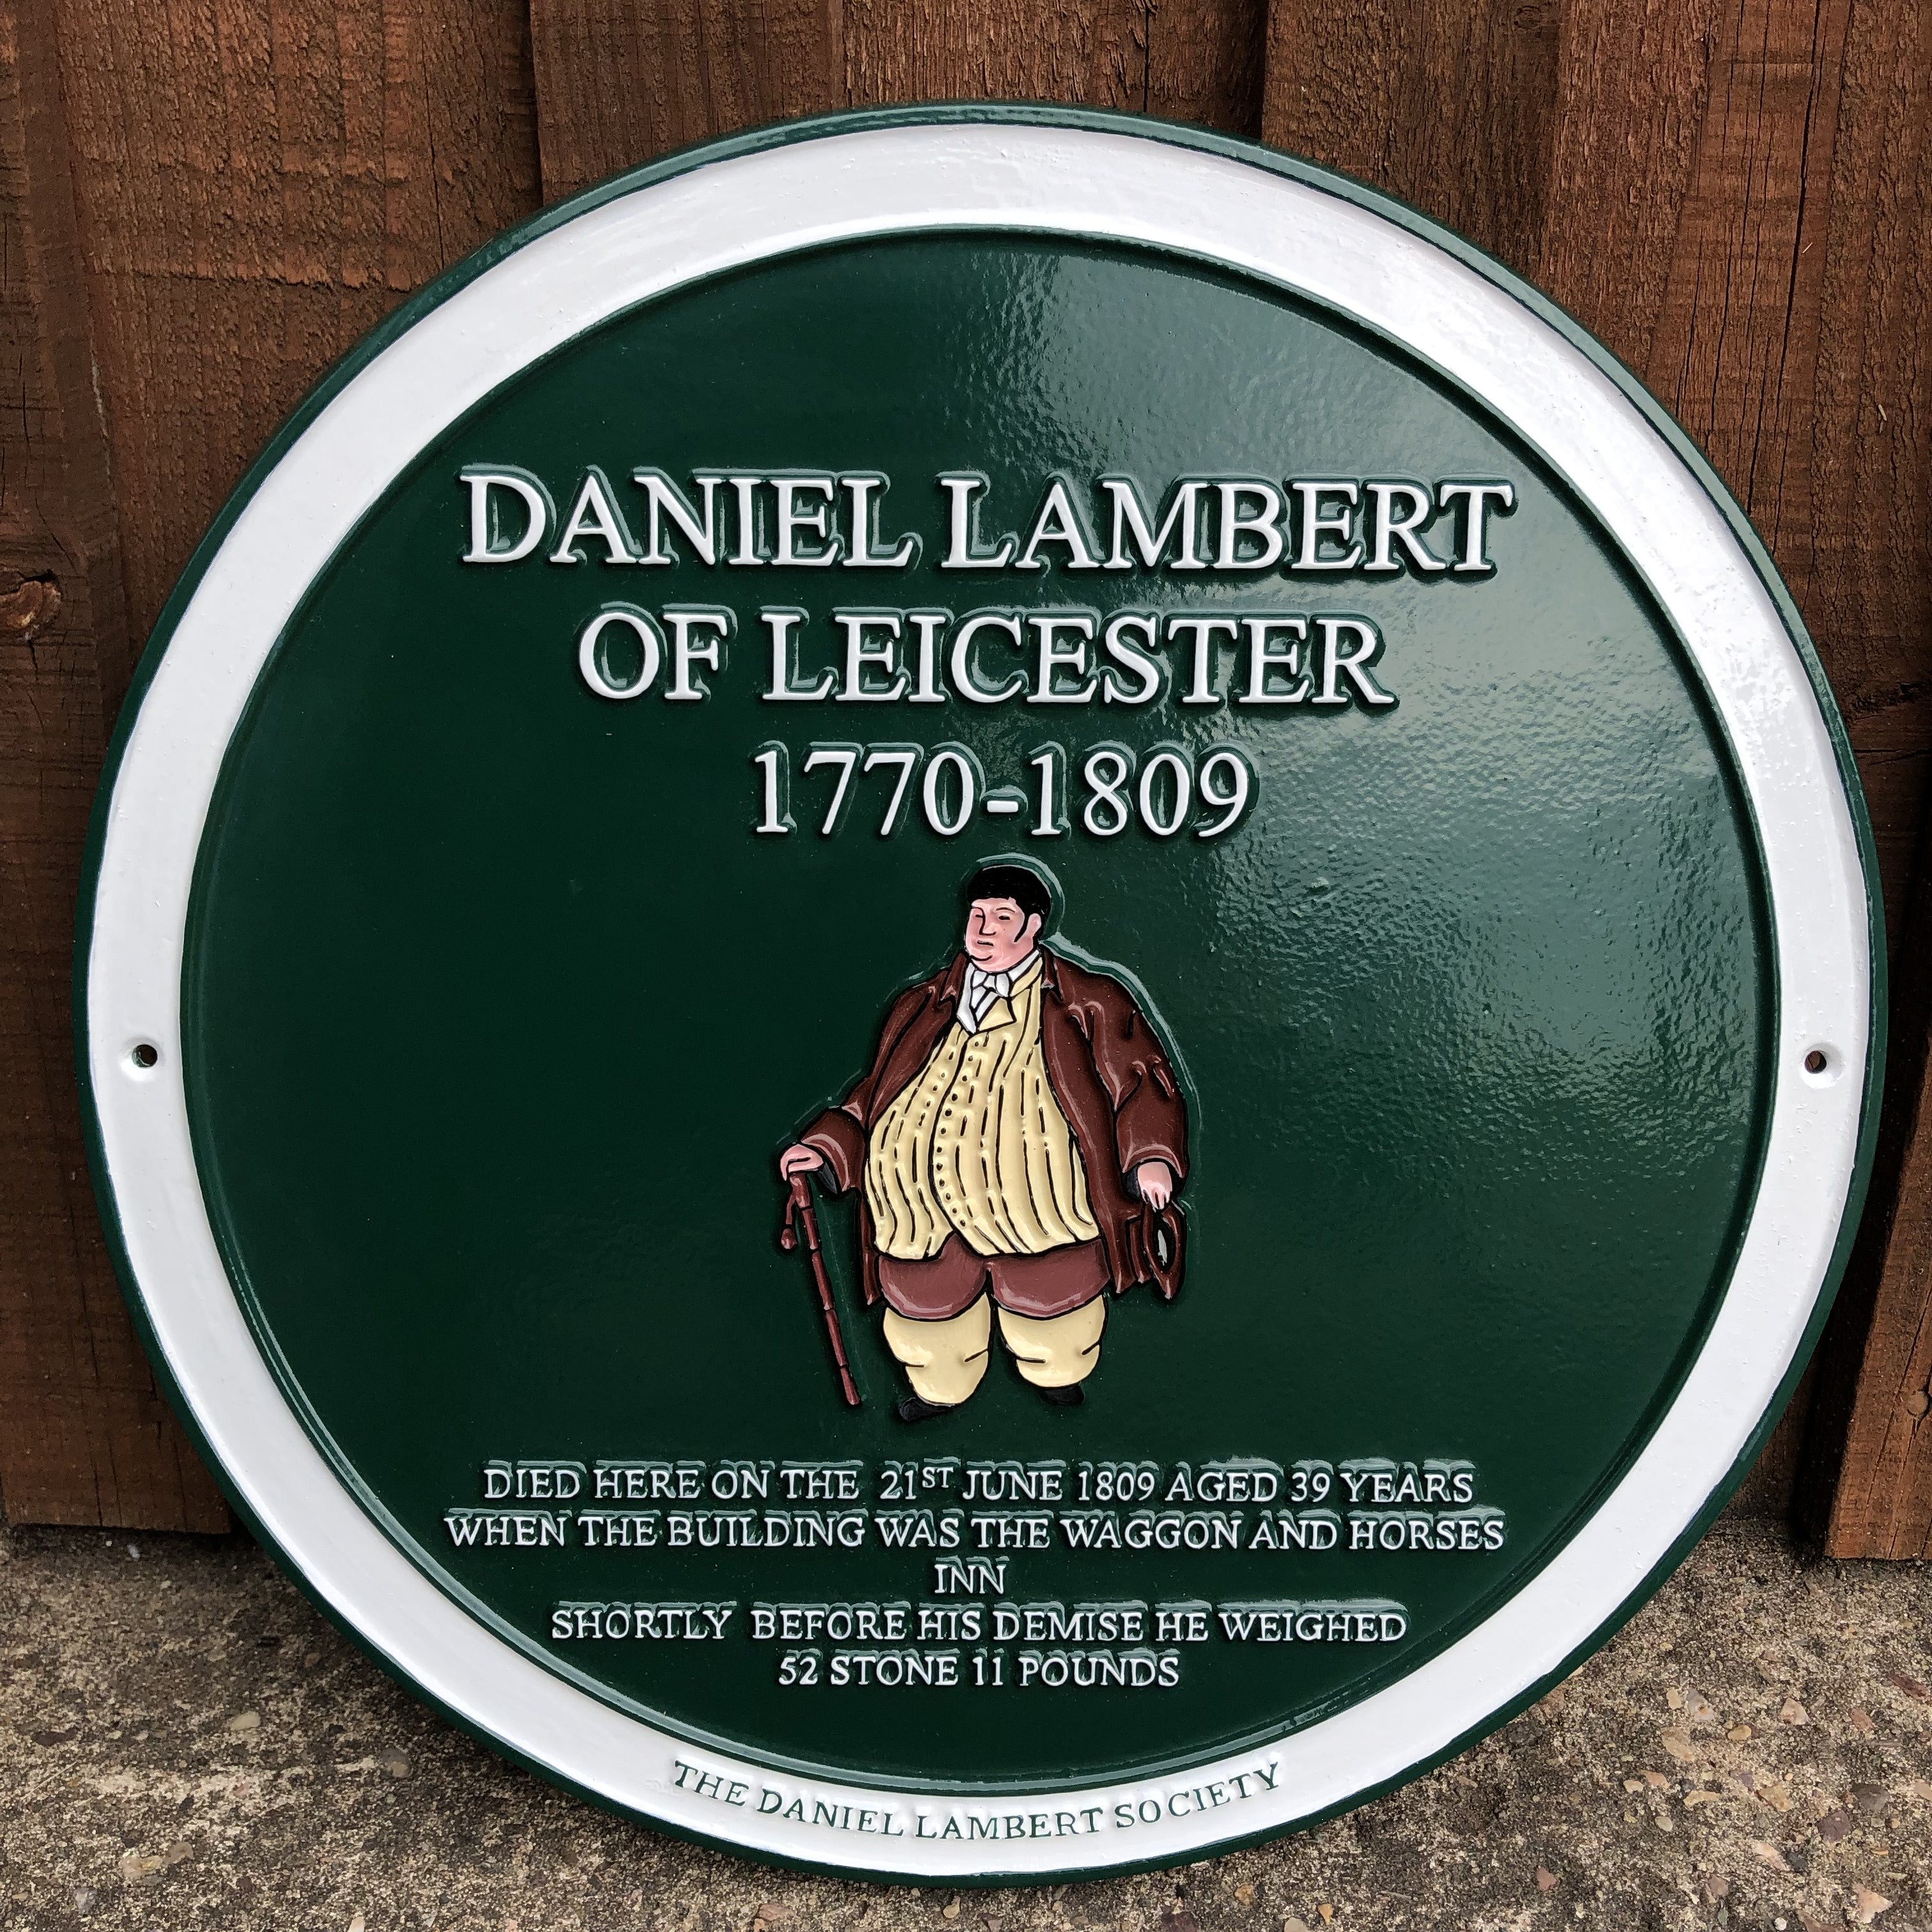 DANIEL LAMBERT
OF LEICESTER
1770-1809
DIED HERE ON THE 21ST JUNE 1809 AGED 39 YEARS
WHEN THE BUILDING WAS THE WAGGON AND HORSES
INN
SHORTLY BEFORE HIS DEMISE HE WEIGHED
52 STONE 11 POUNDS
THE DANIEL LAMBERT SOCIETY